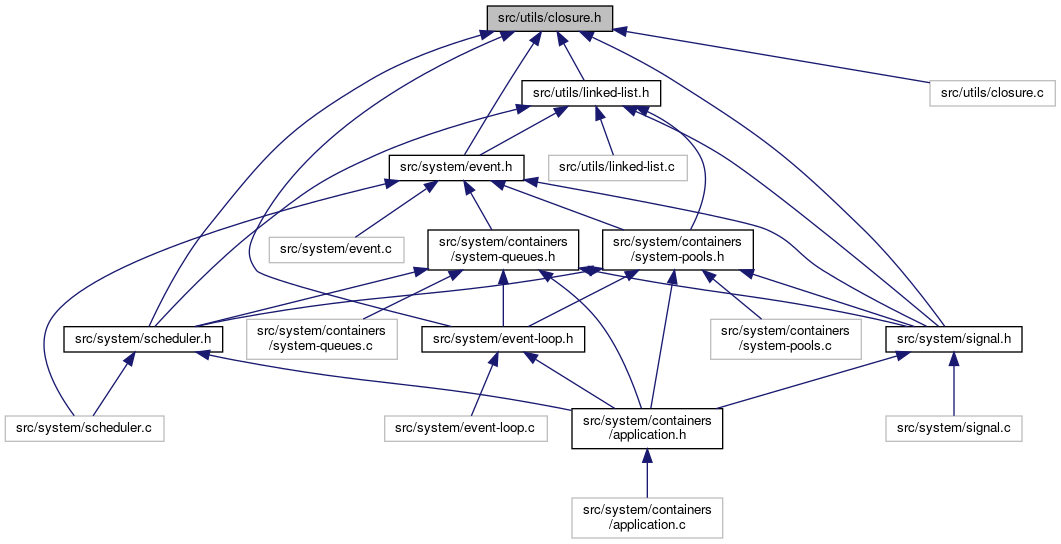 src/utils/closure.h
src/utils/linked-list.h
src/utils/closure.c
src/system/event.h
src/utils/linked-list.c
src/system/event.c
src/system/containers
/system-queues.h
src/system/containers
/system-pools.h
src/system/scheduler.h
src/system/containers
/system-queues.c
src/system/event-loop.h
src/system/containers
/system-pools.c
src/system/signal.h
src/system/scheduler.c
src/system/event-loop.c
src/system/containers
/application.h
src/system/signal.c
src/system/containers
/application.c